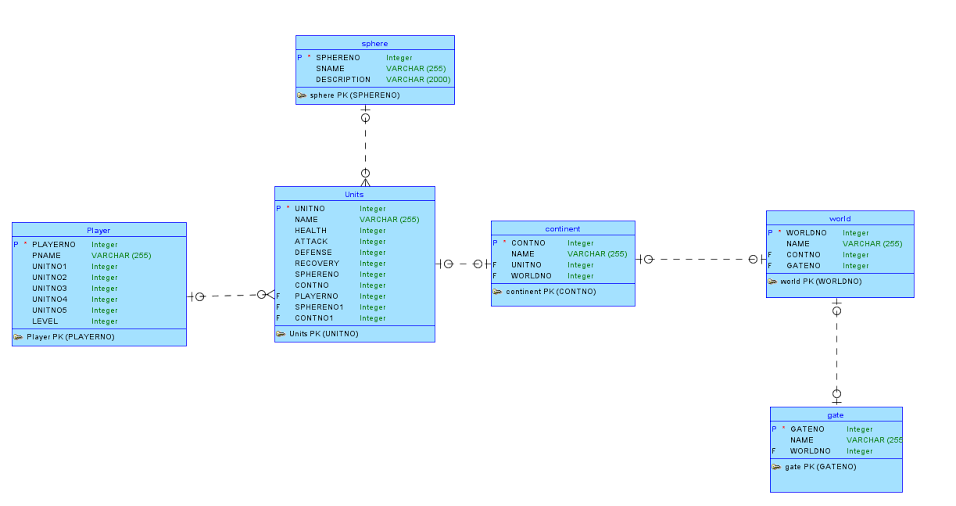 sphere
P * SPHERENO Integer
SNAME VARCHAR (255)
DESCRIPTION VARCHAR (2000)
sphere PK (SPHERENO)
Units
P * UNITNO Integer
NAME VARCHAR (255)
HEALTH Integer
ATTACK Integer
DEFENSE Integer
RECOVERY Integer
SPHERENO Integer
CONTNO Integer
F PLAYERNO Integer
F SPHERENO1 Integer
F CONTNO1 Integer
Units PK (UNITNO)
Player
P * PLAYERNO Integer
PNAME VARCHAR (255)
UNITNO1 Integer
UNITNO2 Integer
UNITNO3 Integer
UNITNO4 Integer
UNITNO5 Integer
LEVEL Integer
Player PK (PLAYERNO)
continent
P * CONTNO Integer
NAME VARCHAR (255)
F UNITNO Integer
F WORLDNO Integer
continent PK (CONTNO)
world
P * WORLDNO Integer
NAME VARCHAR (255)
F CONTNO Integer
F GATENO Integer
world PK (WORLDNO)
gate
P * GATENO Integer
NAME VARCHAR (255
F WORLDNO Integer
gate PK (GATENO)